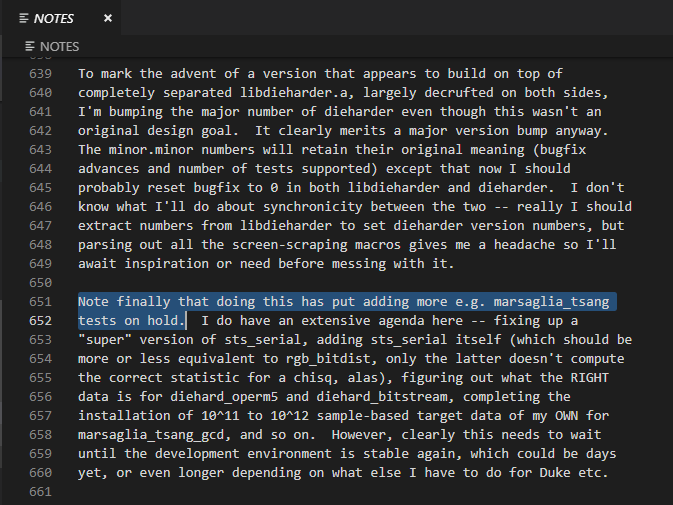 NOTES
NOTES
639 To mark the advent of a version that appears to build on top of
640 completely separated libdieharder.a, largely decrufted on both sides,
641 I'm bumping the major number of dieharder even though this wasn't an
642 original design goal.  It clearly merits a major version bump anyway.
643 The minor.minor numbers will retain their original meaning (bugfix
644 advances and number of tests supported) except that now I should
645 probably reset bugfix to 0 in both libdieharder and dieharder.  I don't
646 know what I'll do about synchronicity between the two -- really I should
647 extract numbers from libdieharder to set dieharder version numbers, but
648 parsing out all the screen-scraping macros gives me a headache so I'll
649 await inspiration or need before messing with it.
650
651 Note finally that doing this has put adding more e.g. marsaglia_tsang
652 tests on hold.  I do have an extensive agenda here -- fixing up a
653 "super" version of sts_serial, adding sts_serial itself (which should be
654 more or less equivalent to rgb_bitdist, only the latter doesn't compute
655 the correct statistic for a chisq, alas), figuring out what the RIGHT
656 data is for diehard_operm5 and diehard_bitstream, completing the
657 installation of 10^11 to 10^12 sample-based target data of my OWN for
658 marsaglia_tsang_gcd, and so on.  However, clearly this needs to wait
659 until the development environment is stable again, which could be days
660 yet, or even longer depending on what else I have to do for Duke etc.
661